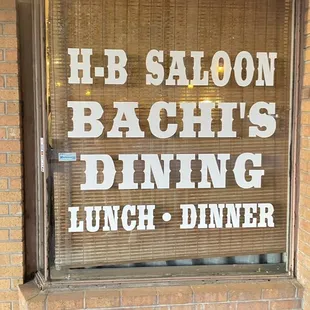 H-B SALOON
BACHI'S
DINING
LUNCH • DINNER